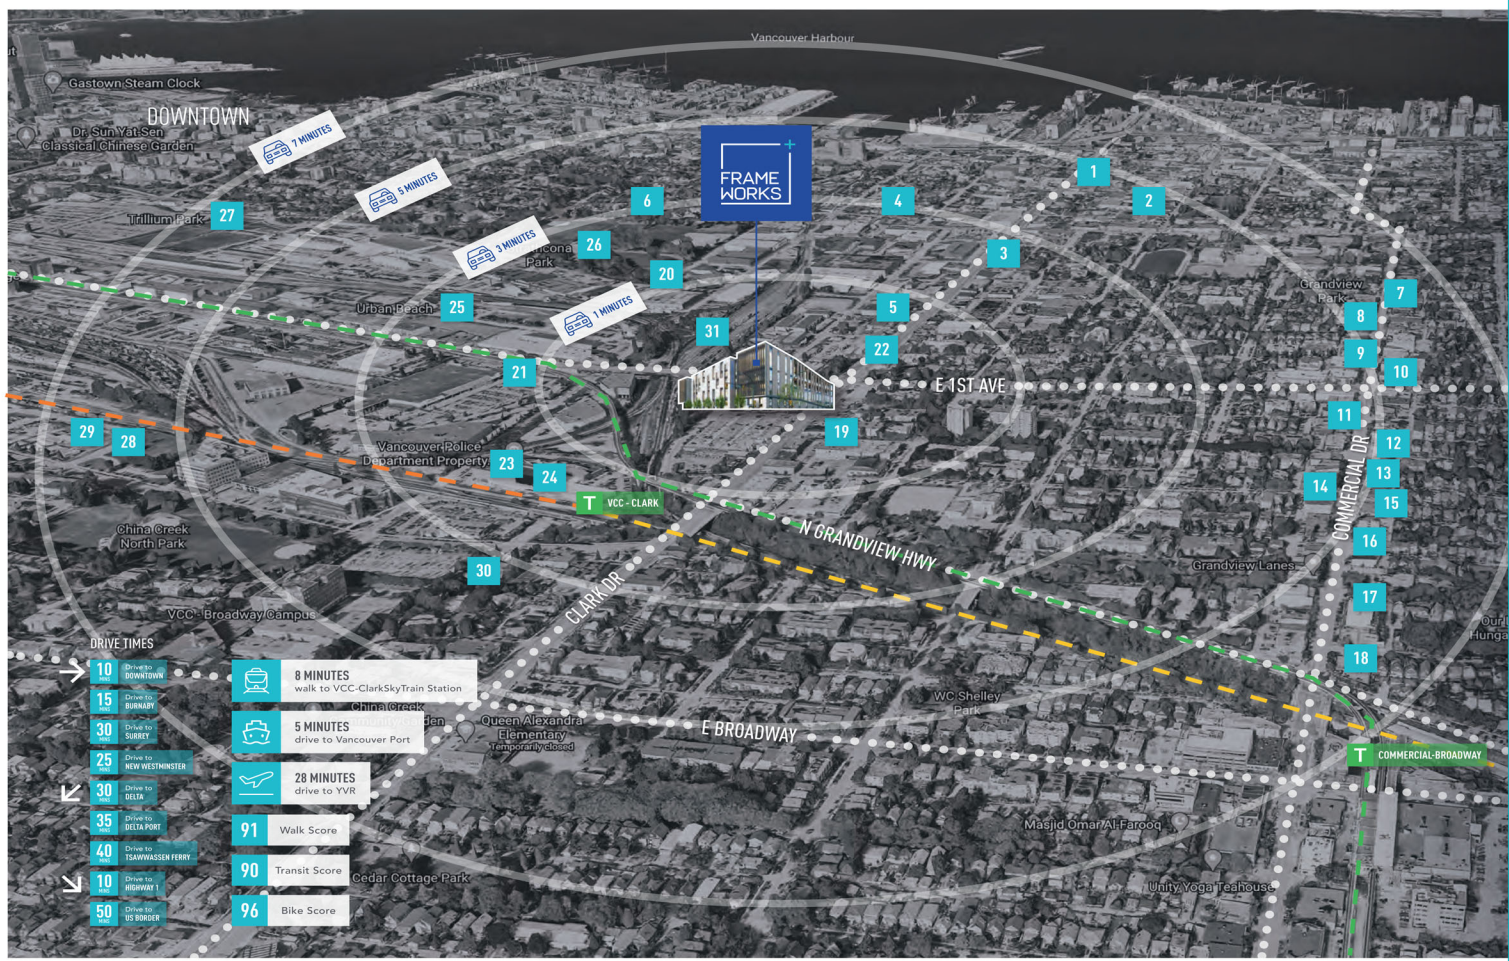 Vancouver Harbour
Gastown Steam Clock
DOWNTOWN
Dr. Sun Yat-Sen
Classical Chinese Garden
7 MINUTES
5 MINUTES
3 MINUTES
1 MINUTES
FRAME
WORKS
1
2
3
4
5
6
27
Trillium Park
26
Park
20
25
Urban Beach
31
22
21
Grandview
Park
7
8
9
10
E 1ST AVE
11
12
13
14
15
16
17
18
COMMERCIAL DR
19
29
28
Vancouver Police
Department Property
23
24
T VCC - CLARK
N GRANDVIEW HWY
China Creek
North Park
30
CLARK DR
Grandview Lanes
VCC - Broadway Campus
WC Shelley
Park
E BROADWAY
Queen Alexandra
Elementary
Temporarily closed
China Creek
T COMMERCIAL-BROADWAY
Masjid Omar Al-Farooq
Unity Yoga Teahouse
Cedar Cottage Park
DRIVE TIMES
10 MINS Drive to DOWNTOWN
15 MINS Drive to BURNABY
30 MINS Drive to SURREY
25 MINS Drive to NEW WESTMINSTER
30 MINS Drive to DELTA
35 MINS Drive to DELTA PORT
40 MINS Drive to TSAWWASSEN FERRY
10 MINS Drive to HIGHWAY 1
50 MINS Drive to US BORDER
8 MINUTES
walk to VCC-ClarkSkyTrain Station
5 MINUTES
drive to Vancouver Port
28 MINUTES
drive to YVR
91 Walk Score
90 Transit Score
96 Bike Score